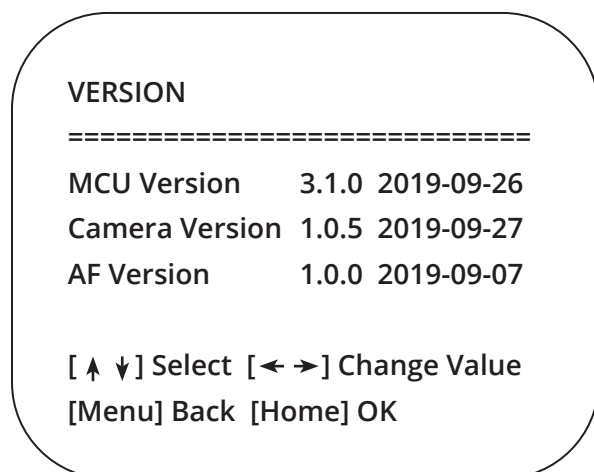 VERSION
=============================
MCU Version 3.1.0 2019-09-26
Camera Version 1.0.5 2019-09-27
AF Version 1.0.0 2019-09-07
[ ↑ ↓ ] Select [ ← → ] Change Value
[Menu] Back [Home] OK